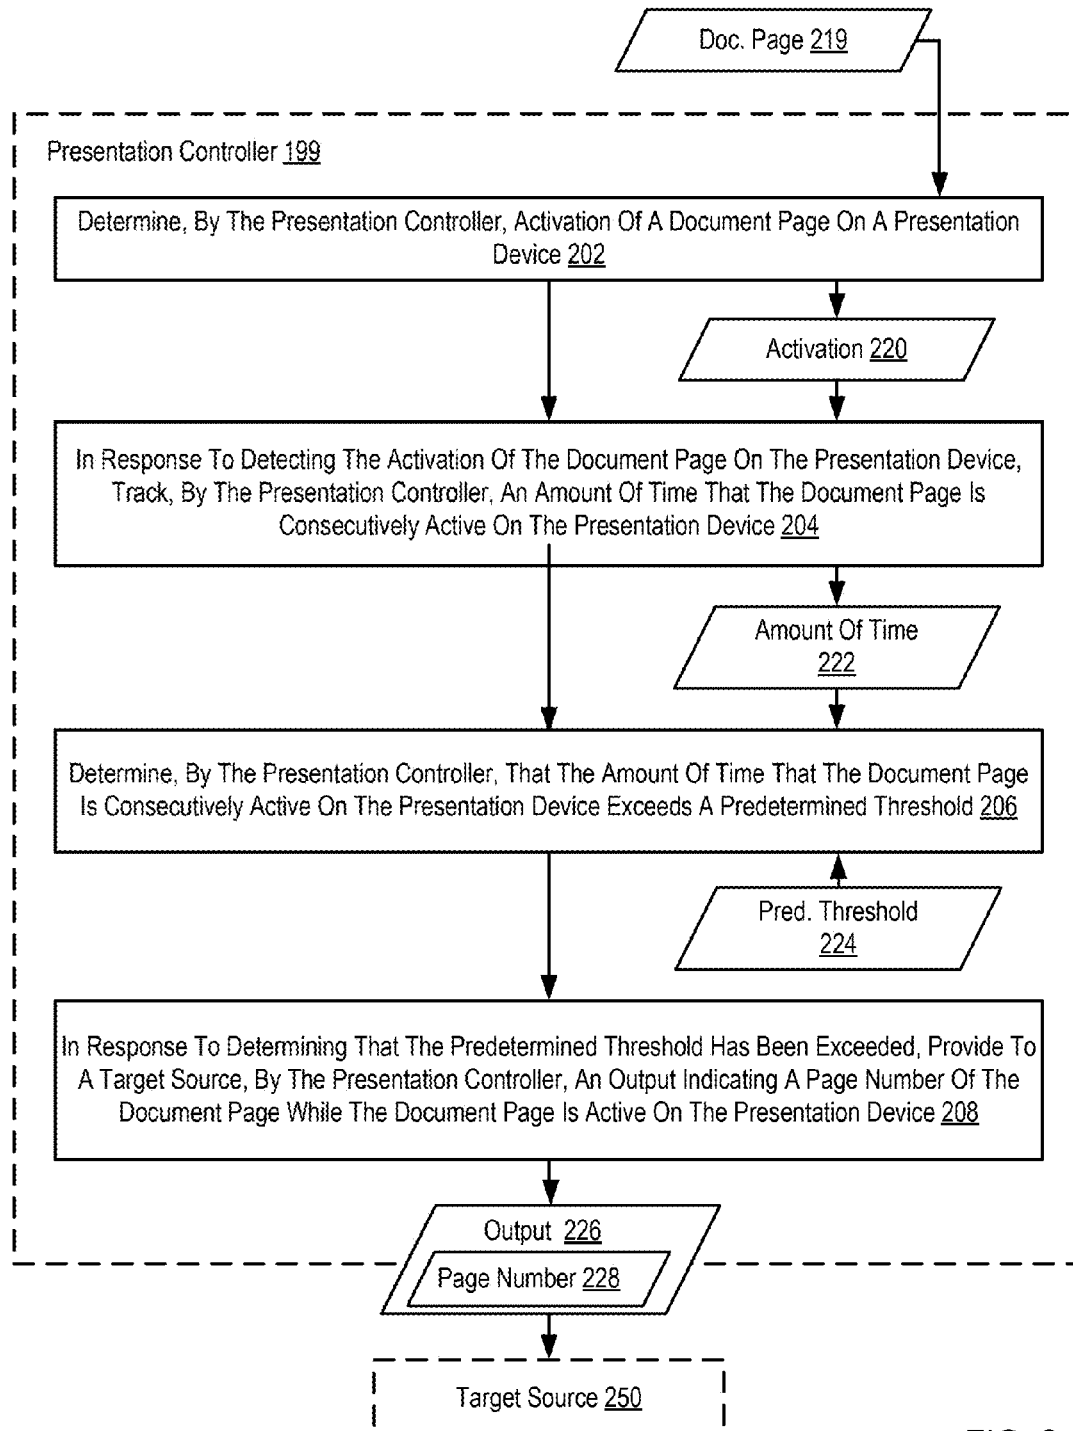 Doc. Page 219
Presentation Controller 199
Determine, By The Presentation Controller, Activation Of A Document Page On A Presentation
Device 202
Activation 220
In Response To Detecting The Activation Of The Document Page On The Presentation Device,
Track, By The Presentation Controller, An Amount Of Time That The Document Page Is
Consecutively Active On The Presentation Device 204
Amount Of Time
222
Determine, By The Presentation Controller, That The Amount Of Time That The Document Page
Is Consecutively Active On The Presentation Device Exceeds A Predetermined Threshold 206
Pred. Threshold
224
In Response To Determining That The Predetermined Threshold Has Been Exceeded, Provide To
A Target Source, By The Presentation Controller, An Output Indicating A Page Number Of The
Document Page While The Document Page Is Active On The Presentation Device 208
Output 226
Page Number 228
Target Source 250